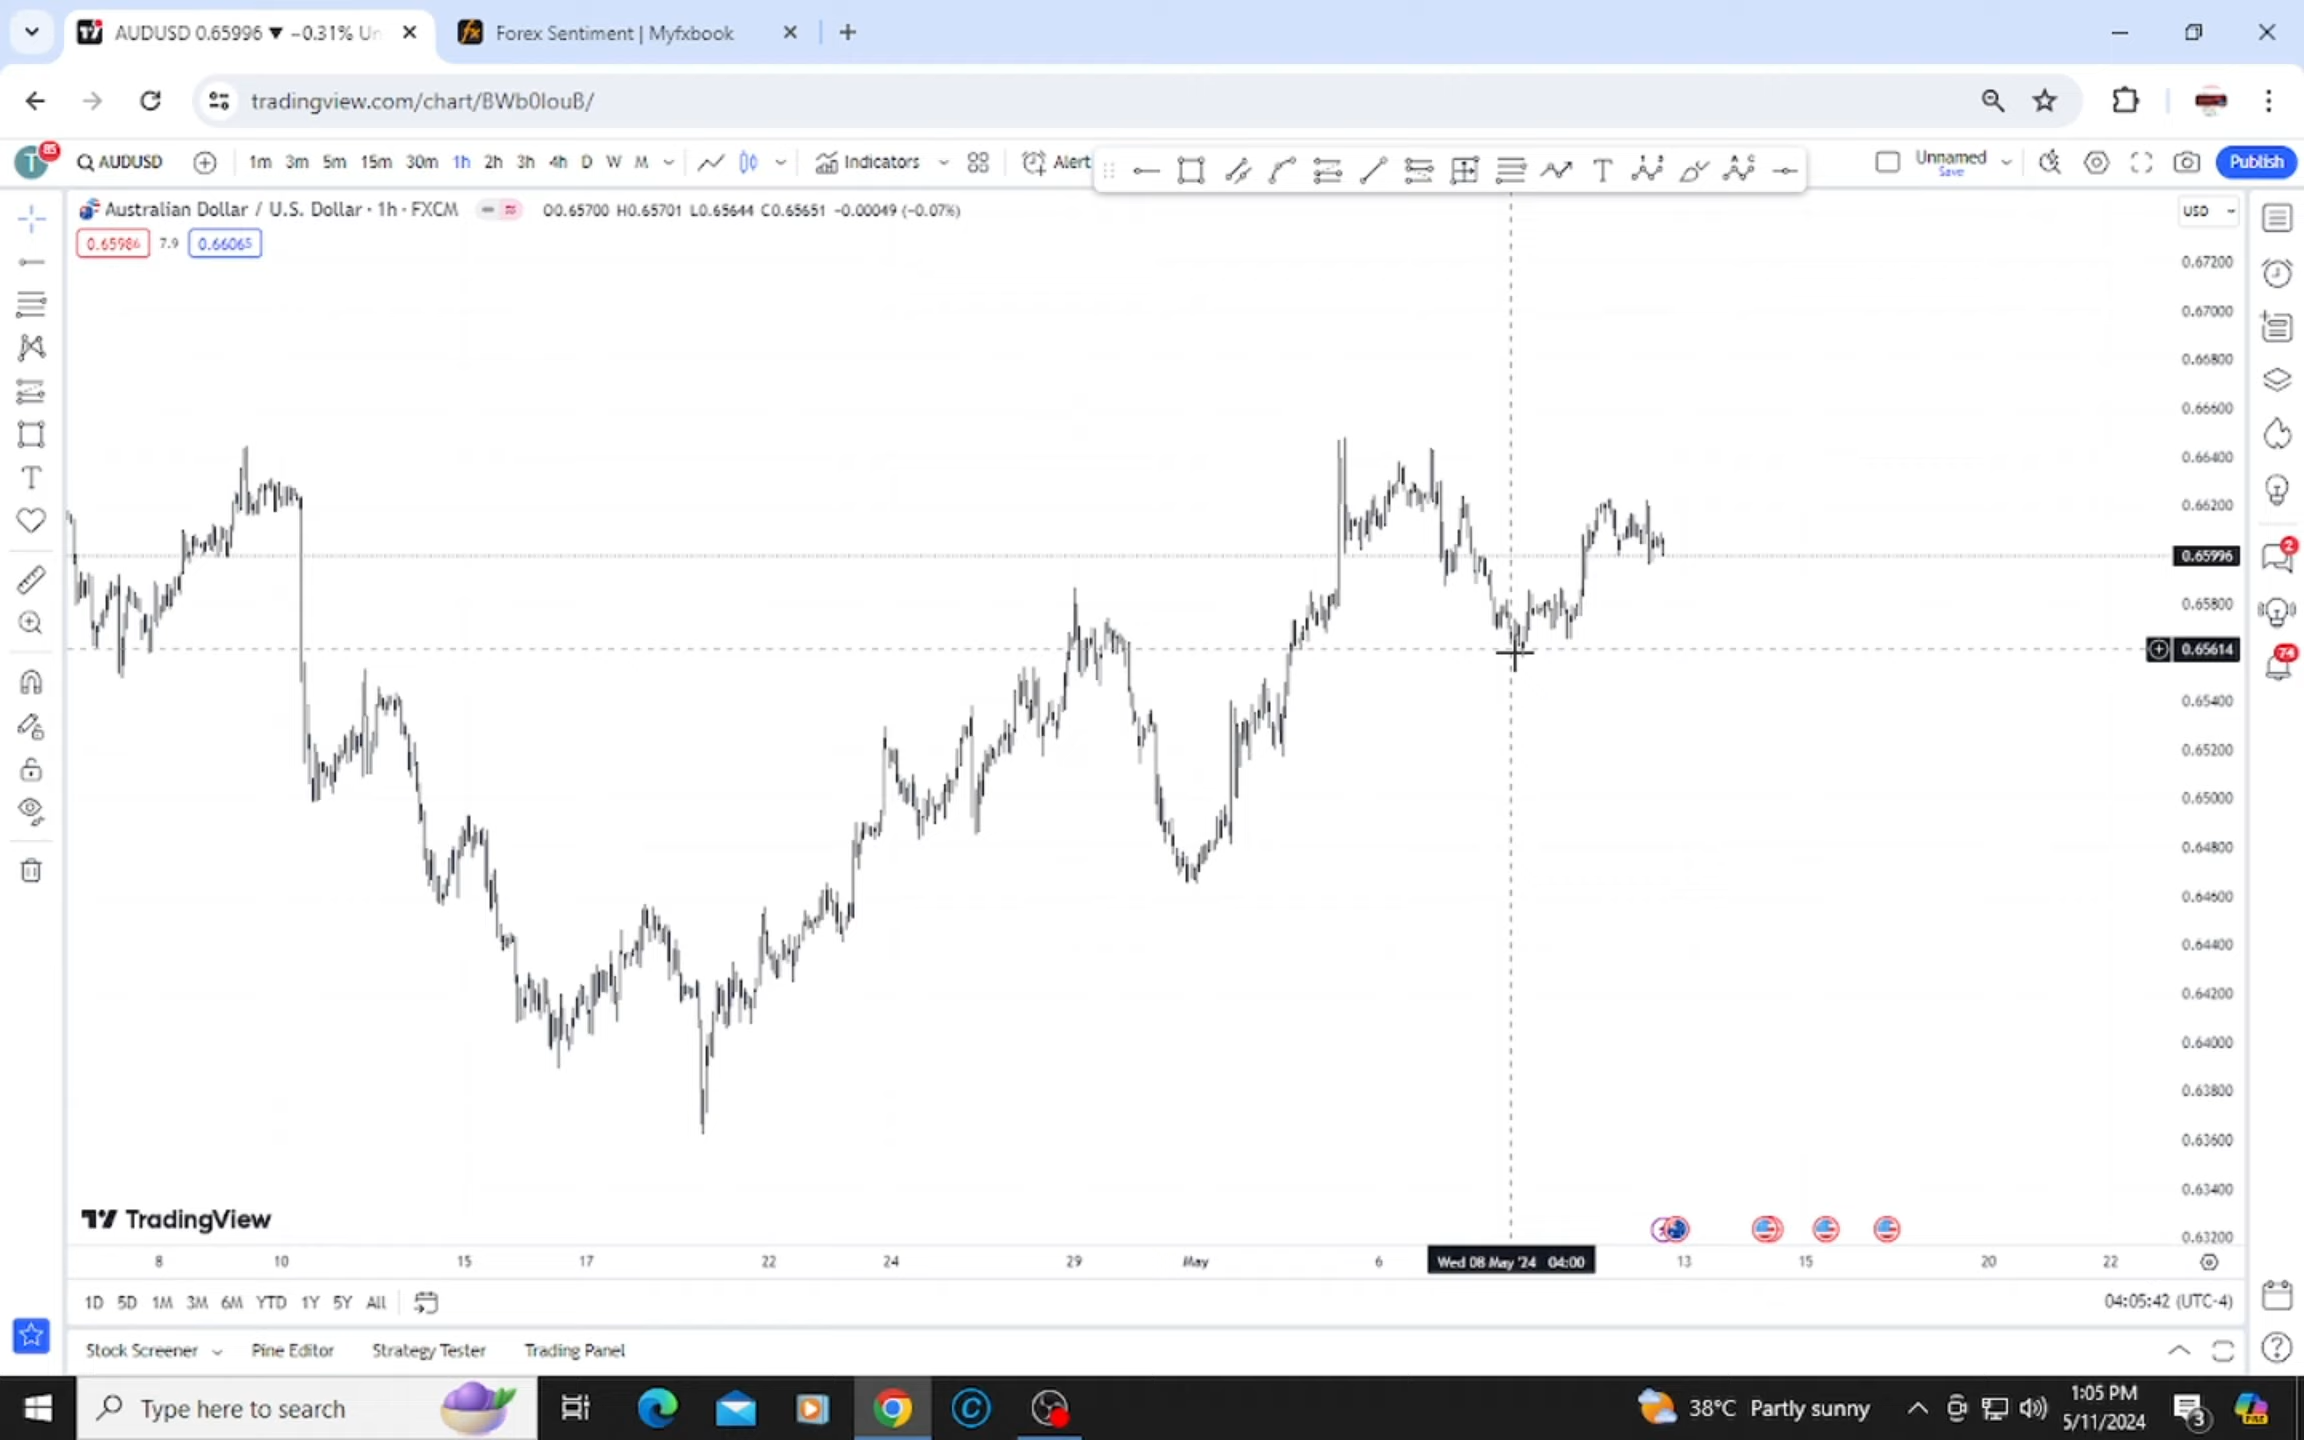 AUDUSD 0.65996 ▼ −0.31% Un
Forex Sentiment | Myfxbook
tradingview.com/chart/BWb0louB/
T 85 AUDUSD 1m 3m 5m 15m 30m 1h 2h 3h 4h D W M Indicators Alert Unnamed Publish
Save
Australian Dollar / U.S. Dollar · 1h · FXCM O0.65700 H0.65701 L0.65644 C0.65651 −0.00049 (−0.07%) USD
0.65986 7.9 0.66065
0.67200
0.67000
0.66800
0.66600
0.66400
0.66200
0.65996
0.65800
0.65614
0.65400
0.65200
0.65000
0.64800
0.64600
0.64400
0.64200
0.64000
0.63800
0.63600
0.63400
0.63200
2
74
TradingView
8 10 15 17 22 24 29 May 6 Wed 08 May '24 04:00 13 15 20 22
1D 5D 1M 3M 6M YTD 1Y 5Y All 04:05:42 (UTC-4)
Stock Screener Pine Editor Strategy Tester Trading Panel
Type here to search
38°C Partly sunny
1:05 PM
5/11/2024
3